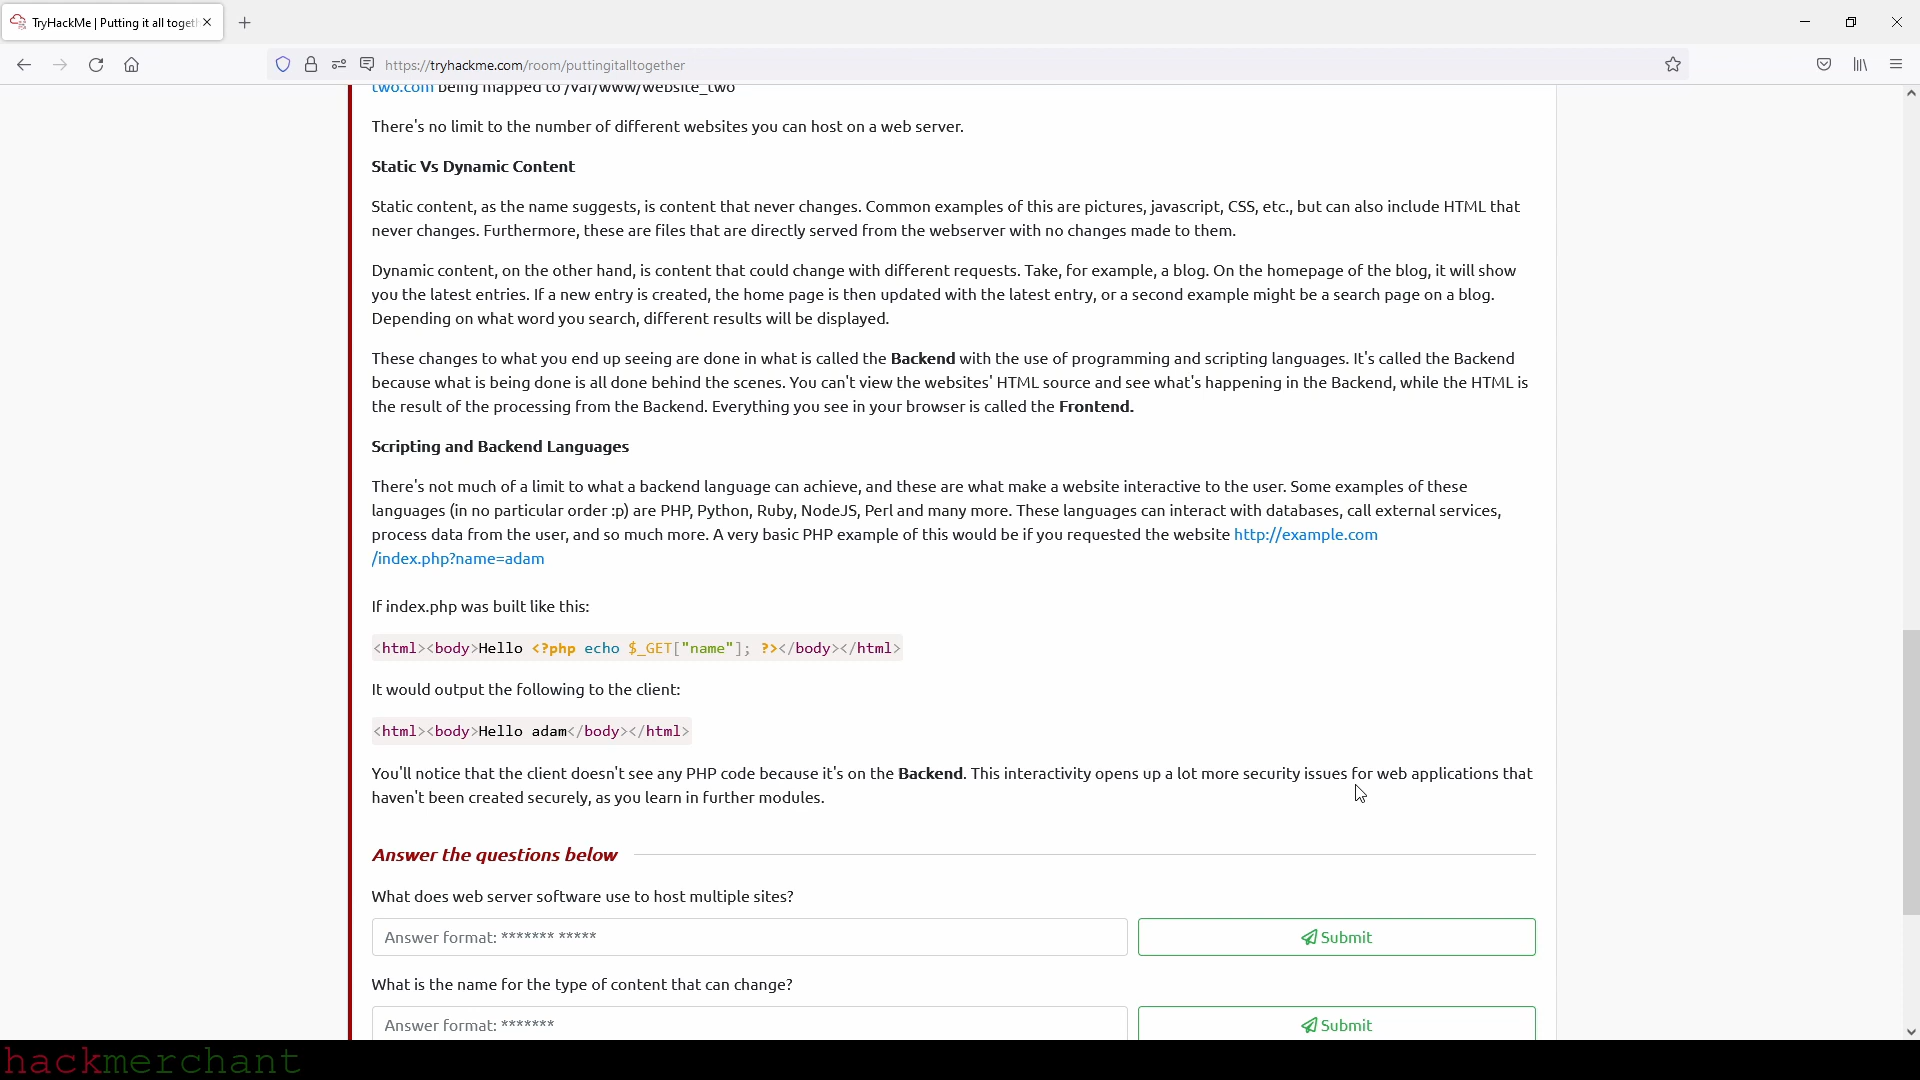 TryHackMe | Putting it all togeth
https://tryhackme.com/room/puttingitalltogether
two.com being mapped to /var/www/website_two
There's no limit to the number of different websites you can host on a web server.
Static Vs Dynamic Content
Static content, as the name suggests, is content that never changes. Common examples of this are pictures, javascript, CSS, etc., but can also include HTML that
never changes. Furthermore, these are files that are directly served from the webserver with no changes made to them.
Dynamic content, on the other hand, is content that could change with different requests. Take, for example, a blog. On the homepage of the blog, it will show
you the latest entries. If a new entry is created, the home page is then updated with the latest entry, or a second example might be a search page on a blog.
Depending on what word you search, different results will be displayed.
These changes to what you end up seeing are done in what is called the Backend with the use of programming and scripting languages. It's called the Backend
because what is being done is all done behind the scenes. You can't view the websites' HTML source and see what's happening in the Backend, while the HTML is
the result of the processing from the Backend. Everything you see in your browser is called the Frontend.
Scripting and Backend Languages
There's not much of a limit to what a backend language can achieve, and these are what make a website interactive to the user. Some examples of these
languages (in no particular order :p) are PHP, Python, Ruby, NodeJS, Perl and many more. These languages can interact with databases, call external services,
process data from the user, and so much more. A very basic PHP example of this would be if you requested the website http://example.com
/index.php?name=adam
If index.php was built like this:
<html><body>Hello <?php echo $_GET["name"]; ?></body></html>
It would output the following to the client:
<html><body>Hello adam</body></html>
You'll notice that the client doesn't see any PHP code because it's on the Backend. This interactivity opens up a lot more security issues for web applications that
haven't been created securely, as you learn in further modules.
Answer the questions below
What does web server software use to host multiple sites?
Answer format: ******* *****
Submit
What is the name for the type of content that can change?
Answer format: *******
Submit
hackmerchant